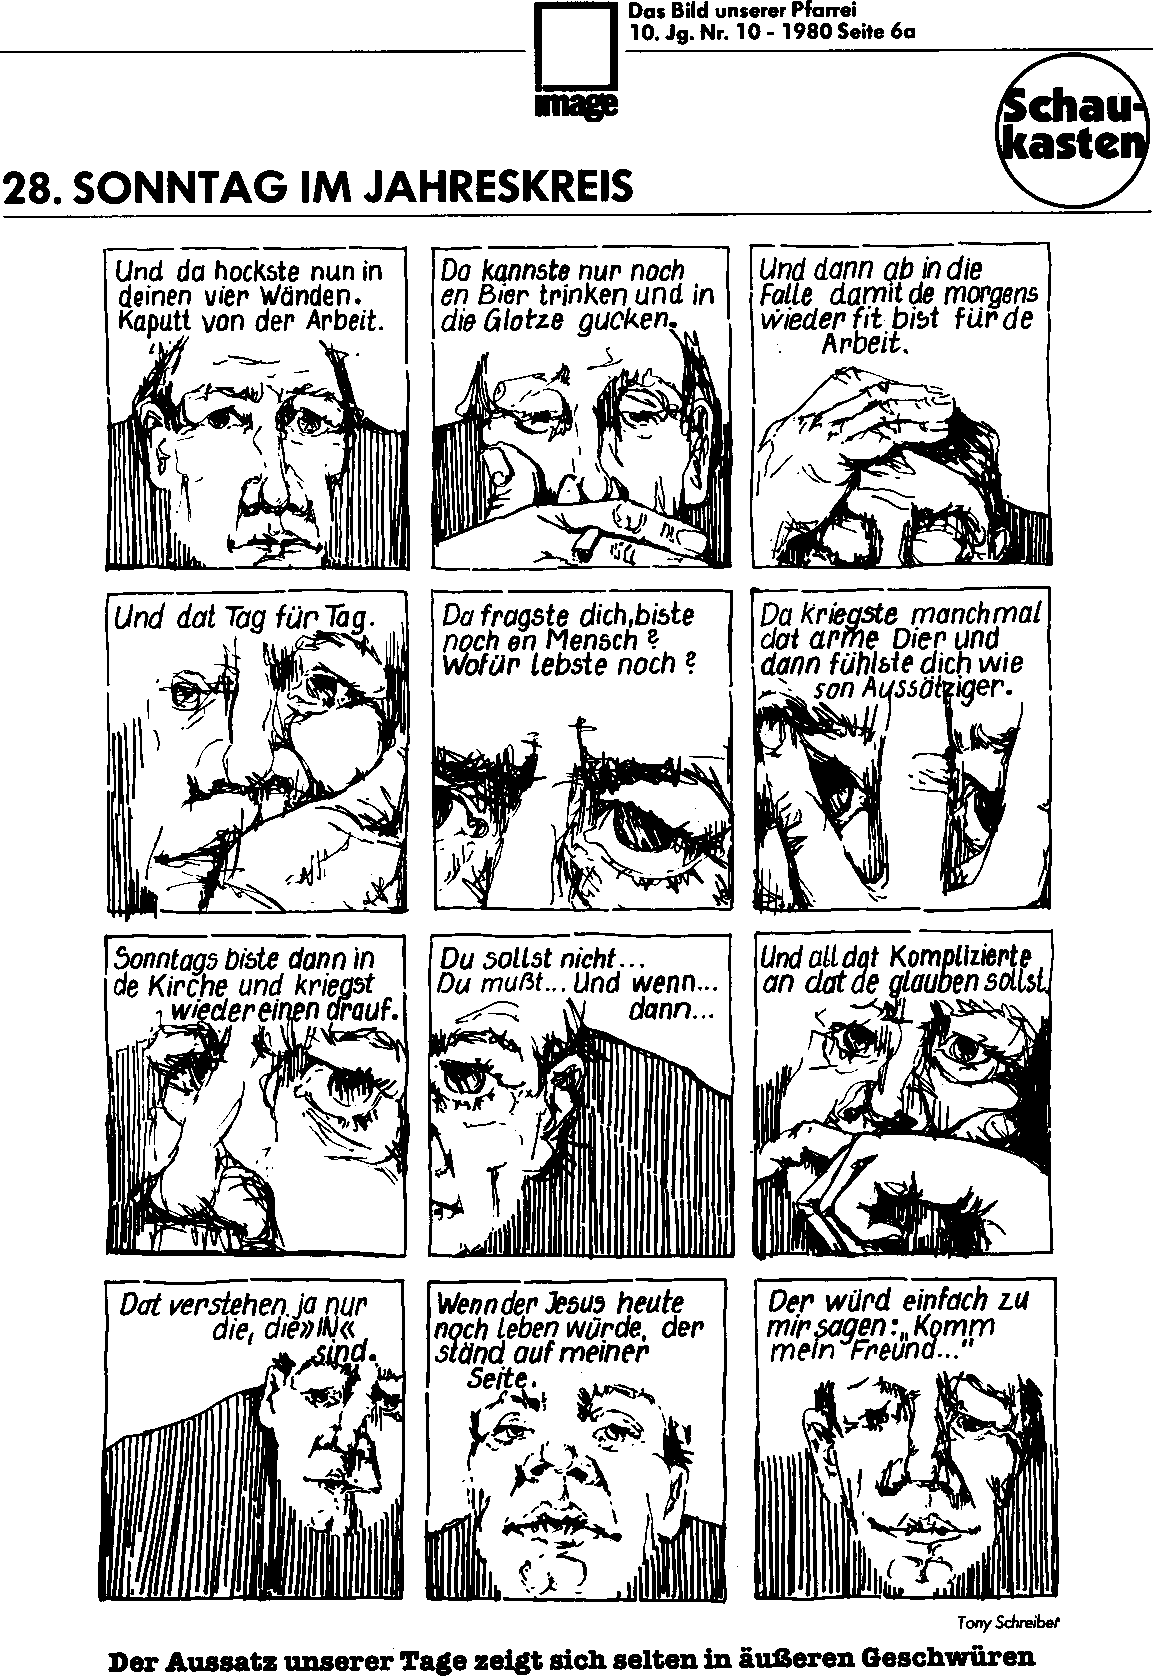 Das Bild unserer Pfarrei
10. Jg. Nr. 10 - 1980 Seite 6a
image
Schau-
kasten
28. SONNTAG IM JAHRESKREIS
Und da hockste nun in
deinen vier Wänden.
Kaputt von der Arbeit.
Da kannste nur noch
en Bier trinken und in
die Glotze gucken.
Und dann ab in die
Falle damit de morgens
wieder fit bist für de
Arbeit.
Und dat Tag für Tag.
Da fragste dich, biste
noch en Mensch?
Wofür lebste noch?
Da kriegste manchmal
dat arme Dier und
dann fühlste dich wie
son Aussätziger.
Sonntags biste dann in
de Kirche und kriegst
wieder einen drauf.
Du sollst nicht...
Du mußt... Und wenn...
dann...
Und all dat Komplizierte
an dat de glauben sollst.
Dat verstehen ja nur
die, die »IN«
sind.
Wenn der Jesus heute
noch leben würde, der
ständ auf meiner
Seite.
Der würd einfach zu
mir sagen: „Komm
mein Freund..."
Tony Schreiber
Der Aussatz unserer Tage zeigt sich selten in äußeren Geschwüren